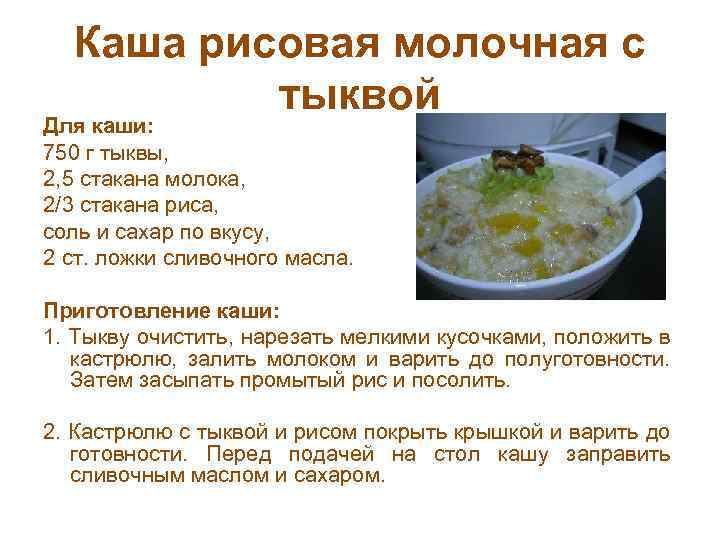 Каша рисовая молочная с
тыквой
Для каши:
750 г тыквы,
2, 5 стакана молока,
2/3 стакана риса,
соль и сахар по вкусу,
2 ст. ложки сливочного масла.
Приготовление каши:
1. Тыкву очистить, нарезать мелкими кусочками, положить в
кастрюлю, залить молоком и варить до полуготовности.
Затем засыпать промытый рис и посолить.
2. Кастрюлю с тыквой и рисом покрыть крышкой и варить до
готовности. Перед подачей на стол кашу заправить
сливочным маслом и сахаром.